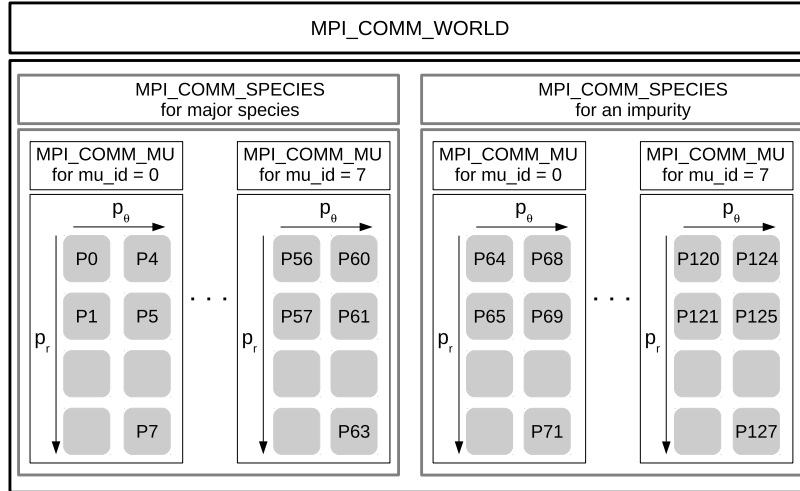 MPI_COMM_WORLD
MPI_COMM_SPECIES
for major species
MPI_COMM_MU
for mu_id = 0
pθ
pr
P0 P4
P1 P5
P7
. . .
MPI_COMM_MU
for mu_id = 7
pθ
pr
P56 P60
P57 P61
P63
MPI_COMM_SPECIES
for an impurity
MPI_COMM_MU
for mu_id = 0
pθ
pr
P64 P68
P65 P69
P71
. . .
MPI_COMM_MU
for mu_id = 7
pθ
pr
P120 P124
P121 P125
P127